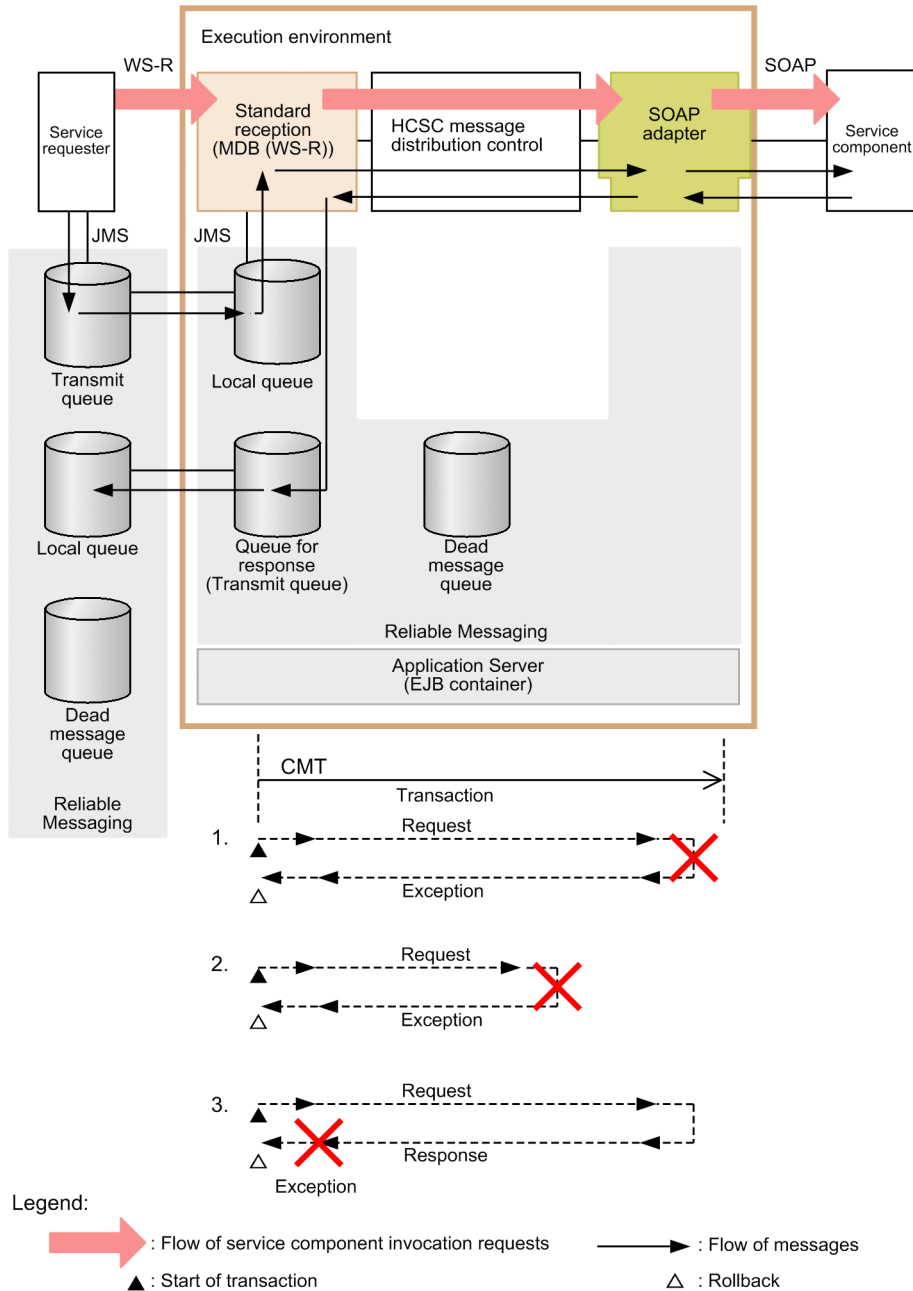 Execution environment
WS-R
SOAP
Service
requester
Standard
reception
(MDB (WS-R))
HCSC message
distribution control
SOAP
adapter
Service
component
JMS
JMS
Transmit
queue
Local queue
Local queue
Queue for
response
(Transmit queue)
Dead
message
queue
Dead
message
queue
Reliable Messaging
Application Server
(EJB container)
Reliable
Messaging
CMT
Transaction
1.
Request
Exception
2.
Request
Exception
3.
Request
Response
Exception
Legend:
: Flow of service component invocation requests
: Flow of messages
: Start of transaction
: Rollback